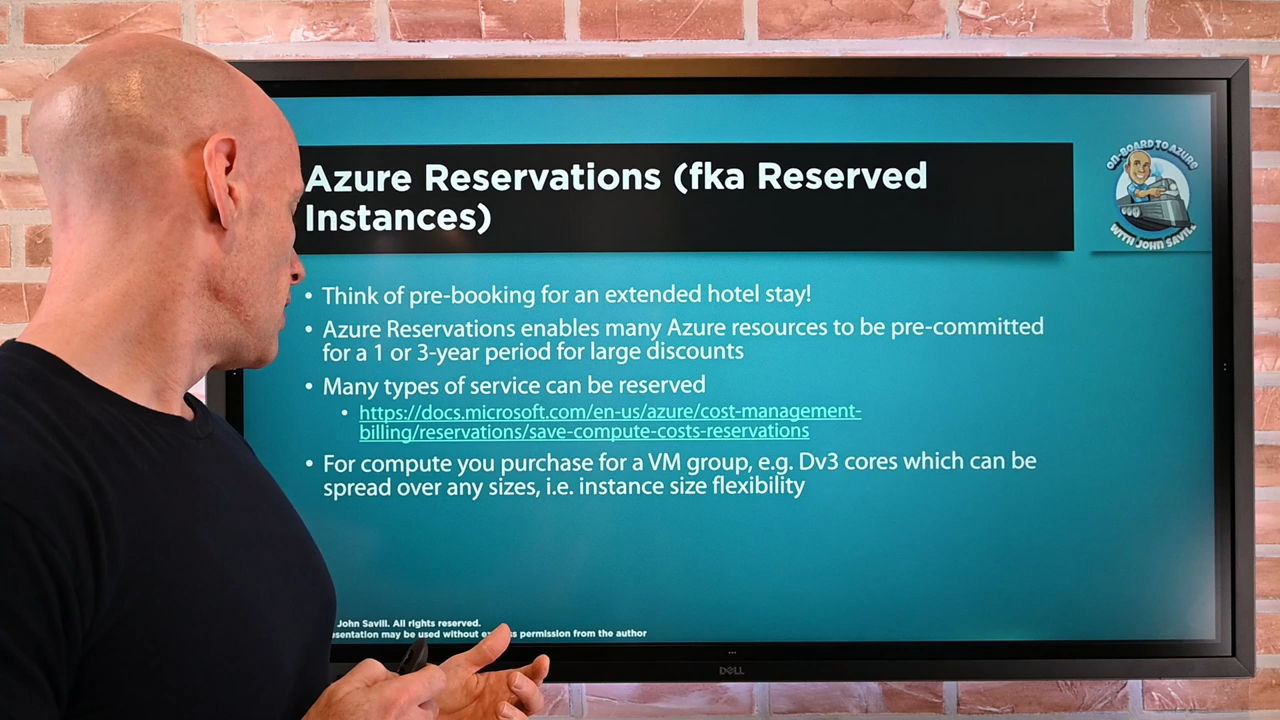 Azure Reservations (fka Reserved
Instances)
ON-BOARD TO AZURE
WITH JOHN SAVILL
• Think of pre-booking for an extended hotel stay!
• Azure Reservations enables many Azure resources to be pre-committed
for a 1 or 3-year period for large discounts
• Many types of service can be reserved
• https://docs.microsoft.com/en-us/azure/cost-management-
billing/reservations/save-compute-costs-reservations
• For compute you purchase for a VM group, e.g. Dv3 cores which can be
spread over any sizes, i.e. instance size flexibility
John Savill. All rights reserved.
may be used without permission from the author
DELL